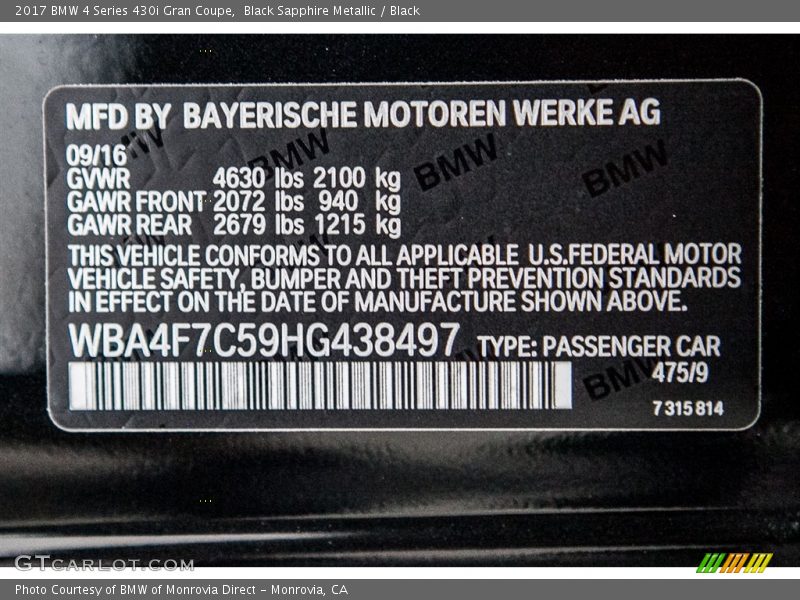 2017 BMW 4 Series 430i Gran Coupe,  Black Sapphire Metallic / Black
MFD BY BAYERISCHE MOTOREN WERKE AG
09/16
GVWR 4630 lbs 2100 kg
GAWR FRONT 2072 lbs 940 kg
GAWR REAR 2679 lbs 1215 kg
THIS VEHICLE CONFORMS TO ALL APPLICABLE U.S.FEDERAL MOTOR
VEHICLE SAFETY, BUMPER AND THEFT PREVENTION STANDARDS
IN EFFECT ON THE DATE OF MANUFACTURE SHOWN ABOVE.
WBA4F7C59HG438497 TYPE: PASSENGER CAR
475/9
7 315 814
BMW
BMW
BMW
BMW
GTCARLOT.COM
Photo Courtesy of BMW of Monrovia Direct - Monrovia, CA